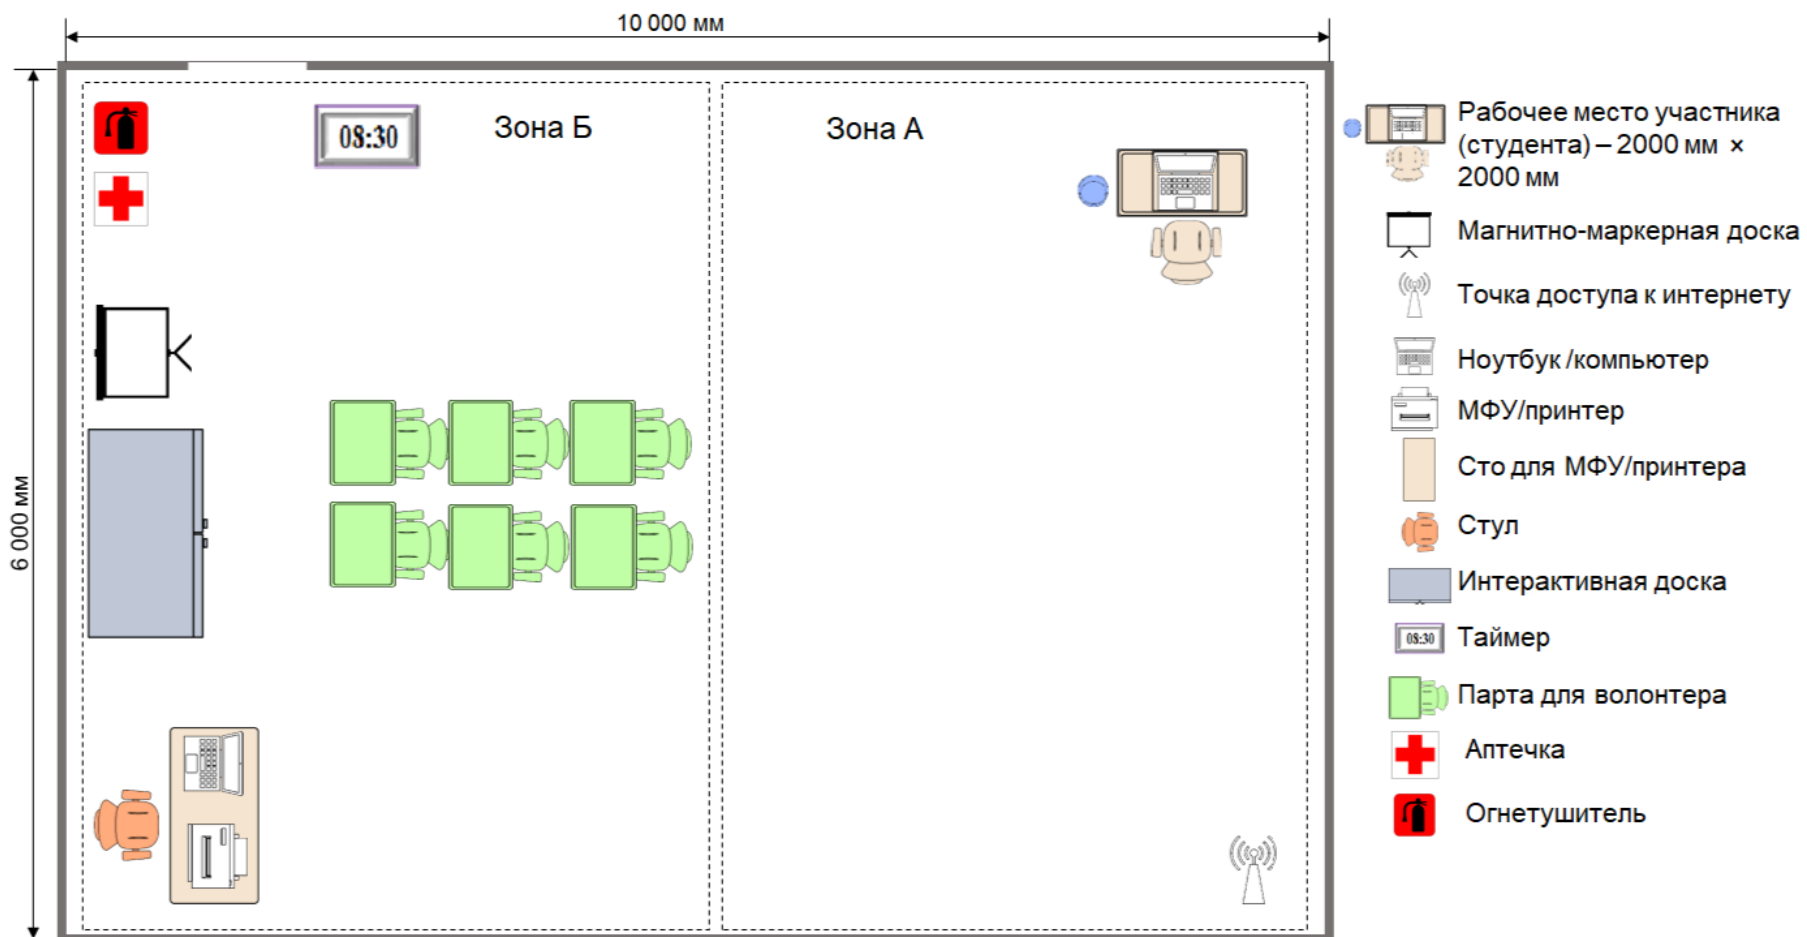 10 000 мм
6 000 мм
08:30
Зона Б
Зона А
Рабочее место участника
(студента) – 2000 мм ×
2000 мм
Магнитно-маркерная доска
Точка доступа к интернету
Ноутбук /компьютер
МФУ/принтер
Сто для МФУ/принтера
Стул
Интерактивная доска
08:30
Таймер
Парта для волонтера
Аптечка
Огнетушитель